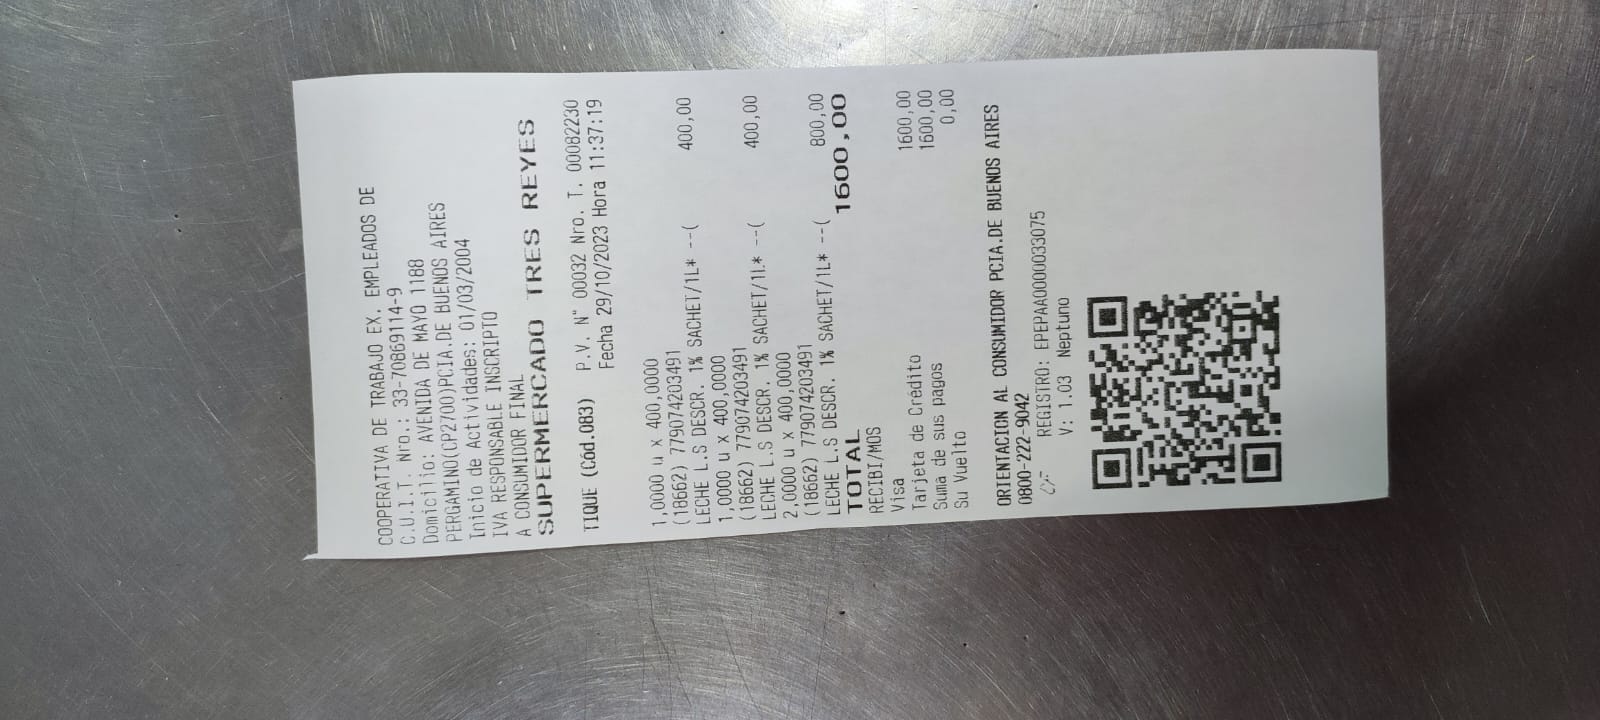 COOPERATIVA DE TRABAJO EX. EMPLEADOS DE
C.U.I.T. Nro.: 33-70869114-9
Domicilio: AVENIDA DE MAYO 1188
PERGAMINO(CP2700)PCIA.DE BUENOS AIRES
Inicio de Actividades: 01/03/2004
IVA RESPONSABLE INSCRIPTO
A CONSUMIDOR FINAL
SUPERMERCADO TRES REYES
TIQUE (Cód.083) P.V. N° 00032 Nro. T. 00082230
Fecha 29/10/2023 Hora 11:37:19
1,0000 u x 400,0000
(18662) 779074203491
LECHE L.S DESCR. 1% SACHET/1L* --( 400,00
1,0000 u x 400,0000
(18662) 779074203491
LECHE L.S DESCR. 1% SACHET/1L* --( 400,00
2,0000 u x 400,0000
(18662) 779074203491
LECHE L.S DESCR. 1% SACHET/1L* --( 800,00
TOTAL 1600,00
RECIBI/MOS
Visa
Tarjeta de Crédito 1600,00
Suma de sus pagos 1600,00
Su Vuelto 0,00
ORIENTACION AL CONSUMIDOR PCIA.DE BUENOS AIRES
0800-222-9042
CF REGISTRO: EPEPAA0000033075
V: 1.03 Neptuno